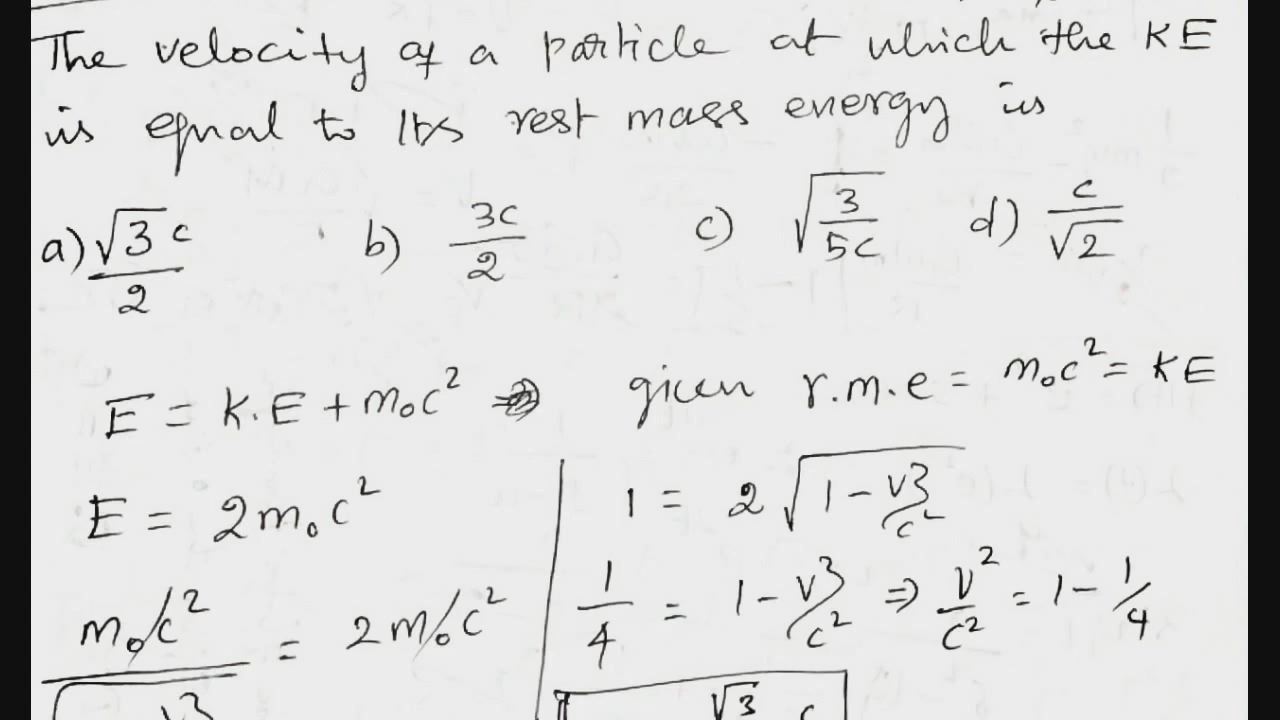 The velocity of a particle at which the KE
is equal to its rest mass energy is
a) √3 c / 2 b) 3c / 2 c) √(3 / 5c) d) c / √2
E = K.E + m₀c² ⇒ given r.m.e = m₀c² = KE
E = 2m₀c²
m₀c² / √ v² = 2m₀c²
1 = 2 √(1 - v²/c²)
1/4 = 1 - v²/c² ⇒ v²/c² = 1 - 1/4
√3 c